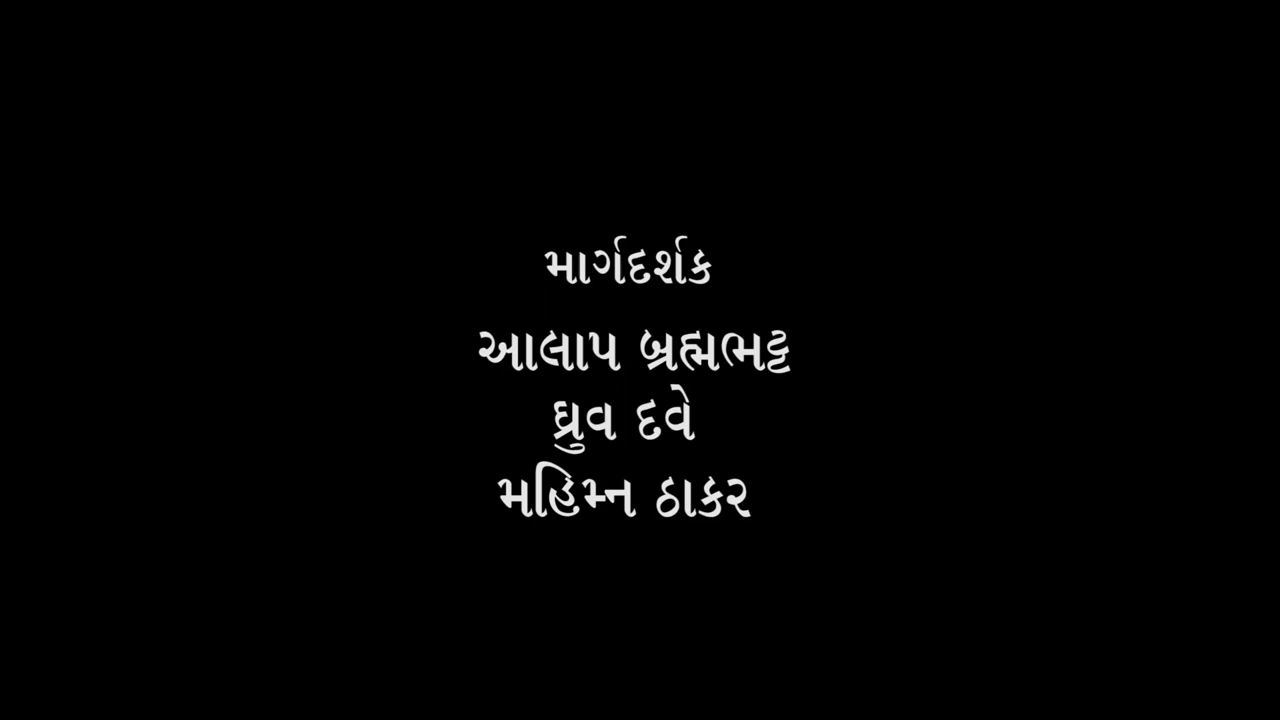 માર્ગદર્શક
આલાપ બ્રહ્મભટ્ટ
ધ્રુવ દવે
મહિમ્ન ઠાકર